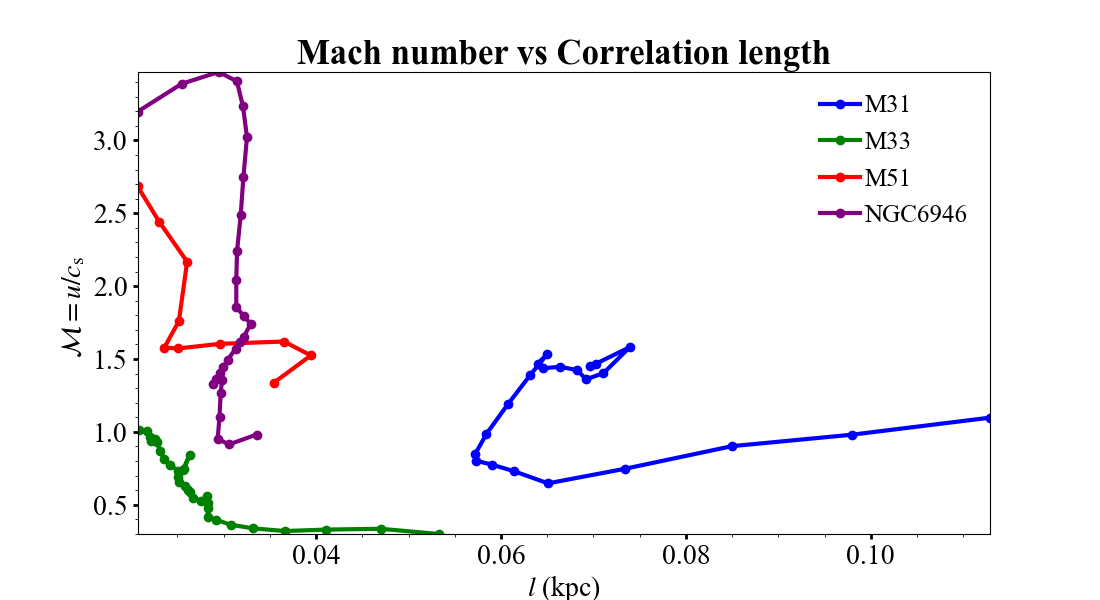 Mach number vs Correlation length
M31
M33
M51
NGC6946
3.0
2.5
2.0
1.5
1.0
0.5
ℳ = u/cₛ
0.04
0.06
0.08
0.10
l (kpc)